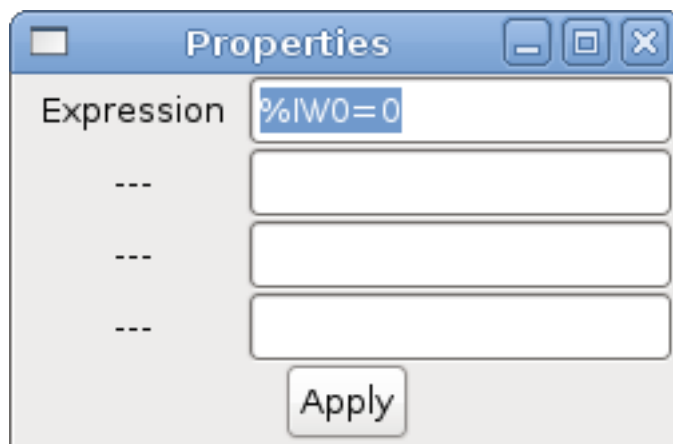 Properties
Expression %IW0=0
---
---
---
Apply